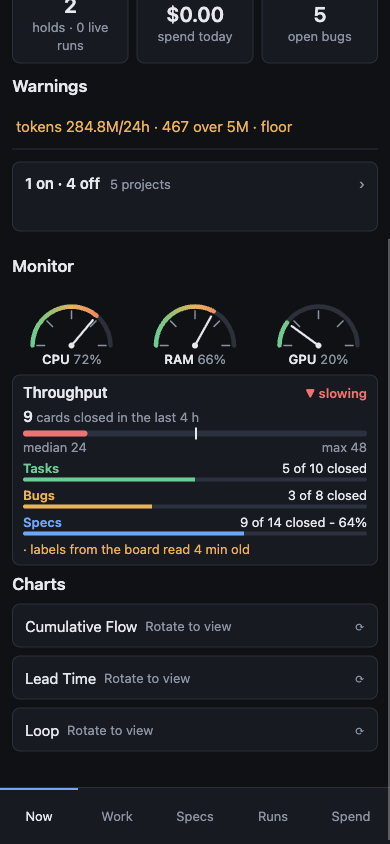 2
$0.00
5
holds · 0 live
runs
spend today
open bugs
Warnings
tokens 284.8M/24h · 467 over 5M · floor
1 on · 4 off 5 projects ›
Monitor
CPU 72%
RAM 66%
GPU 20%
Throughput
▼ slowing
9 cards closed in the last 4 h
median 24
max 48
Tasks
5 of 10 closed
Bugs
3 of 8 closed
Specs
9 of 14 closed - 64%
· labels from the board read 4 min old
Charts
Cumulative Flow Rotate to view
Lead Time Rotate to view
Loop Rotate to view
Now
Work
Specs
Runs
Spend